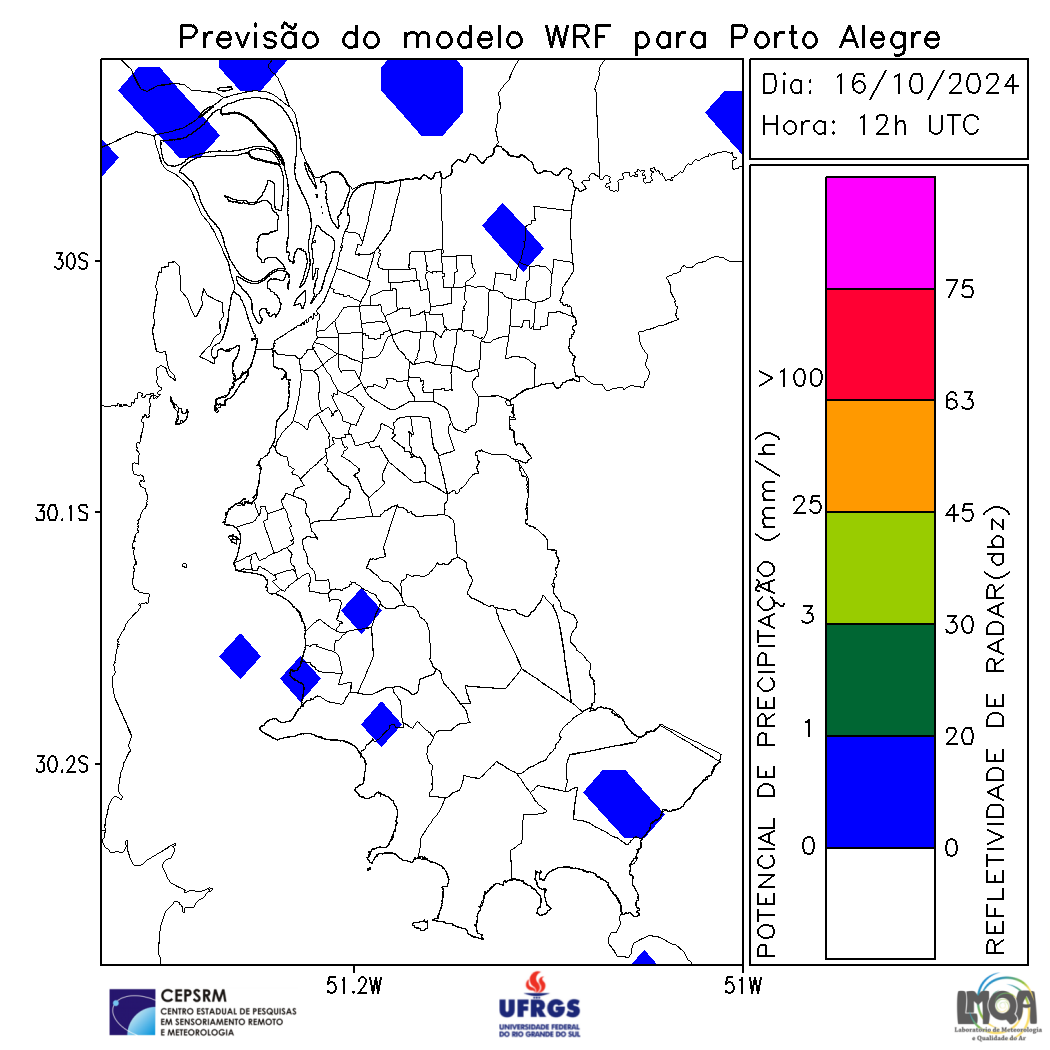 Previsão do modelo WRF para Porto Alegre
Dia: 16/10/2024
Hora: 12h UTC
30S
30.1S
30.2S
51.2W
51W
POTENCIAL DE PRECIPITAÇÃO (mm/h)
>100
25
3
1
0
75
63
45
30
20
0
REFLETIVIDADE DE RADAR(dbz)
CEPSRM
CENTRO ESTADUAL DE PESQUISAS
EM SENSORIAMENTO REMOTO
E METEOROLOGIA
UFRGS
UNIVERSIDADE FEDERAL
DO RIO GRANDE DO SUL
LMQA
Laboratório de Meteorologia
e Qualidade do Ar